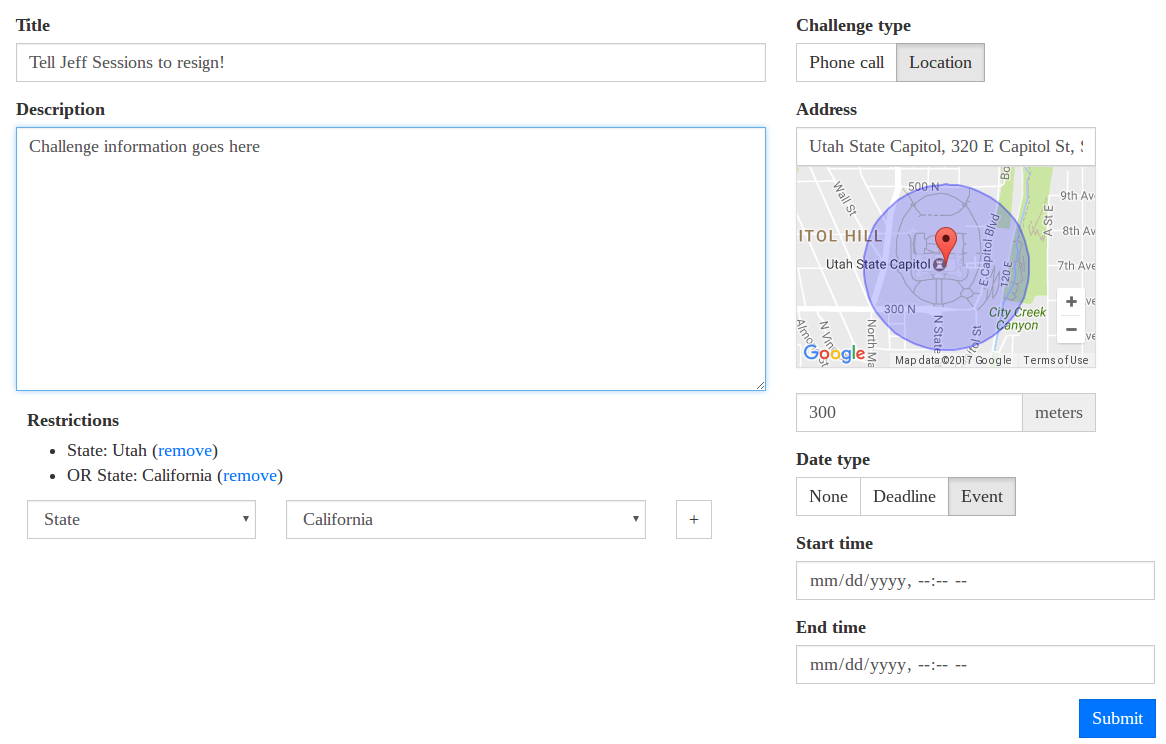 Title
Tell Jeff Sessions to resign!
Description
Challenge information goes here
Restrictions
State: Utah (remove)
OR State: California (remove)
State
California
+
Challenge type
Phone call
Location
Address
Utah State Capitol, 320 E Capitol St,
500 N
Wall St
9th Av
A St E
8th Av
ITOL HILL
E Capitol Blvd
Utah State Capitol
7th Ave
120 E
+
300 N
City Creek
Canyon
N State
−
N Vin
North Ma
Google
Map data ©2017 Google
Terms of Use
300
meters
Date type
None
Deadline
Event
Start time
mm/dd/yyyy, --:-- --
End time
mm/dd/yyyy, --:-- --
Submit